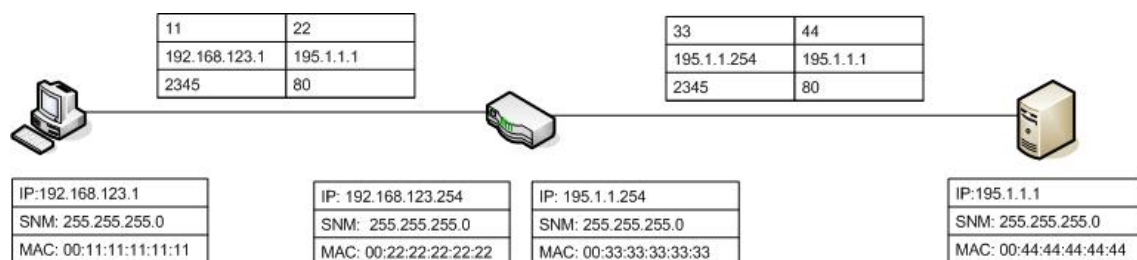 11 22
192.168.123.1 195.1.1.1
2345 80
33 44
195.1.1.254 195.1.1.1
2345 80
IP:192.168.123.1
SNM: 255.255.255.0
MAC: 00:11:11:11:11:11
IP: 192.168.123.254
SNM: 255.255.255.0
MAC: 00:22:22:22:22:22
IP: 195.1.1.254
SNM: 255.255.255.0
MAC: 00:33:33:33:33:33
IP:195.1.1.1
SNM: 255.255.255.0
MAC: 00:44:44:44:44:44